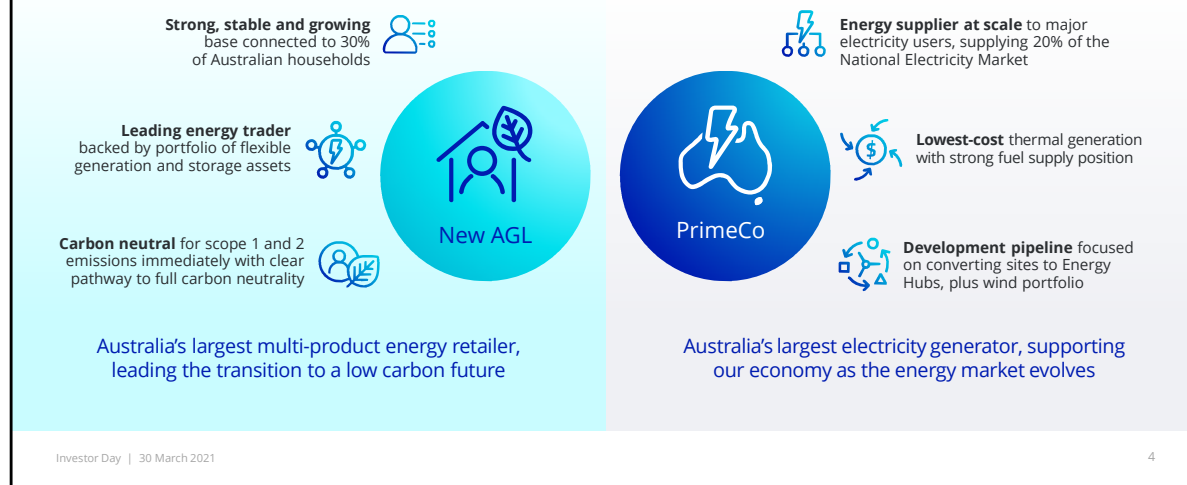 Strong, stable and growing
base connected to 30%
of Australian households
Leading energy trader
backed by portfolio of flexible
generation and storage assets
Carbon neutral for scope 1 and 2
emissions immediately with clear
pathway to full carbon neutrality
New AGL
Australia's largest multi-product energy retailer,
leading the transition to a low carbon future
Energy supplier at scale to major
electricity users, supplying 20% of the
National Electricity Market
$
Lowest-cost thermal generation
with strong fuel supply position
PrimeCo
Development pipeline focused
on converting sites to Energy
Hubs, plus wind portfolio
Australia's largest electricity generator, supporting
our economy as the energy market evolves
Investor Day | 30 March 2021
4